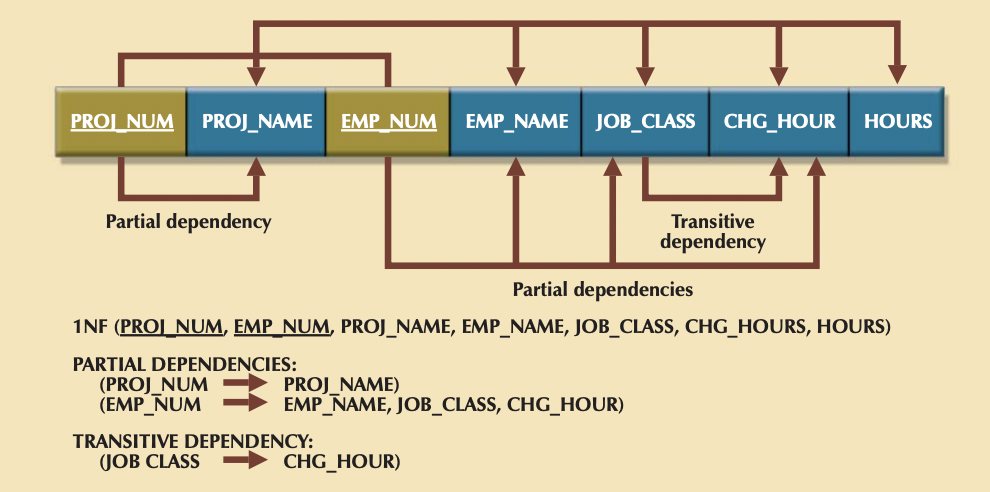 PROJ_NUM PROJ_NAME EMP_NUM EMP_NAME JOB_CLASS CHG_HOUR HOURS
Partial dependency
Transitive
dependency
Partial dependencies
1NF (PROJ_NUM, EMP_NUM, PROJ_NAME, EMP_NAME, JOB_CLASS, CHG_HOURS, HOURS)
PARTIAL DEPENDENCIES:
(PROJ_NUM PROJ_NAME)
(EMP_NUM EMP_NAME, JOB_CLASS, CHG_HOUR)
TRANSITIVE DEPENDENCY:
(JOB CLASS CHG_HOUR)